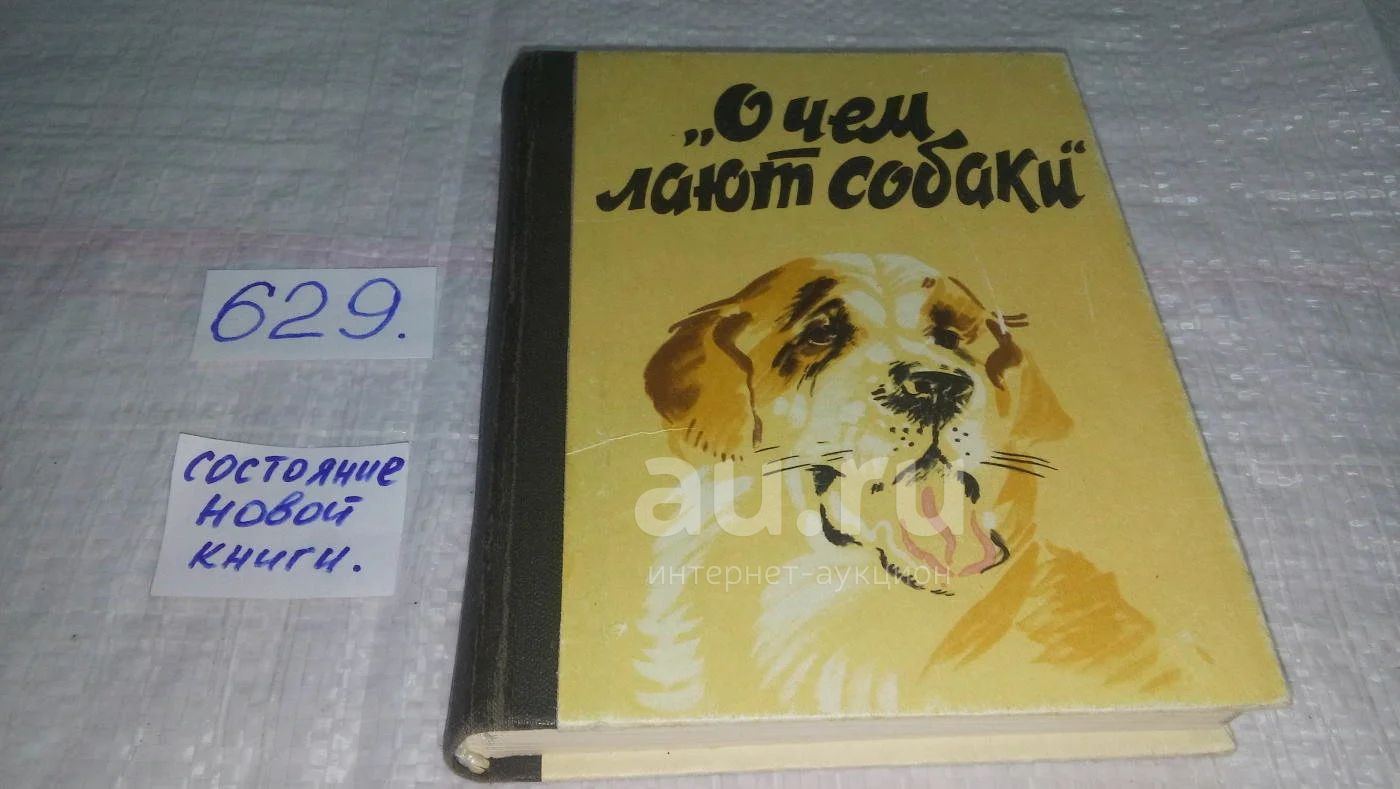 „О чем
лают собаки“
629.
состояние
новой
книги.
au.ru
интернет-аукцион